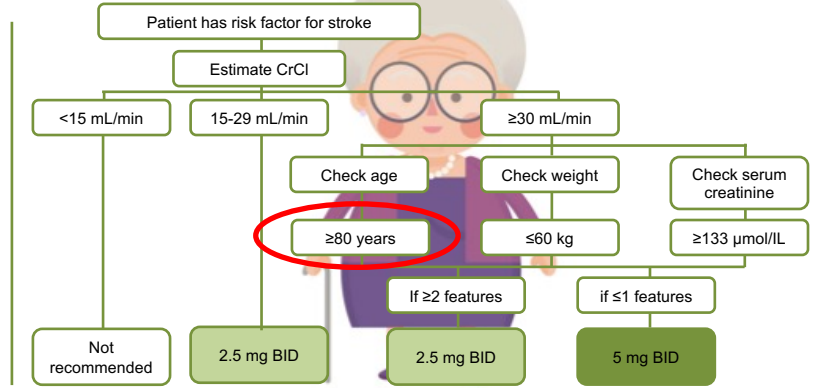 Patient has risk factor for stroke
Estimate CrCl
<15 mL/min
15-29 mL/min
≥30 mL/min
Check age
Check weight
Check serum
creatinine
≥80 years
≤60 kg
≥133 µmol/IL
If ≥2 features
if ≤1 features
Not
recommended
2.5 mg BID
2.5 mg BID
5 mg BID